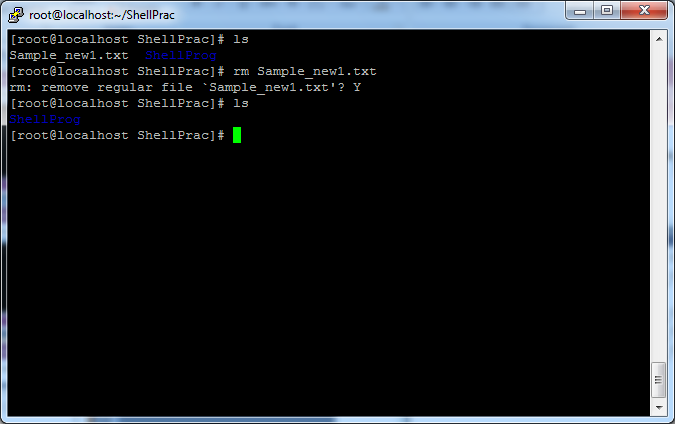 root@localhost:~/ShellPrac
[root@localhost ShellPrac]# ls
Sample_new1.txt  ShellProg
[root@localhost ShellPrac]# rm Sample_new1.txt
rm: remove regular file `Sample_new1.txt'? Y
[root@localhost ShellPrac]# ls
ShellProg
[root@localhost ShellPrac]#